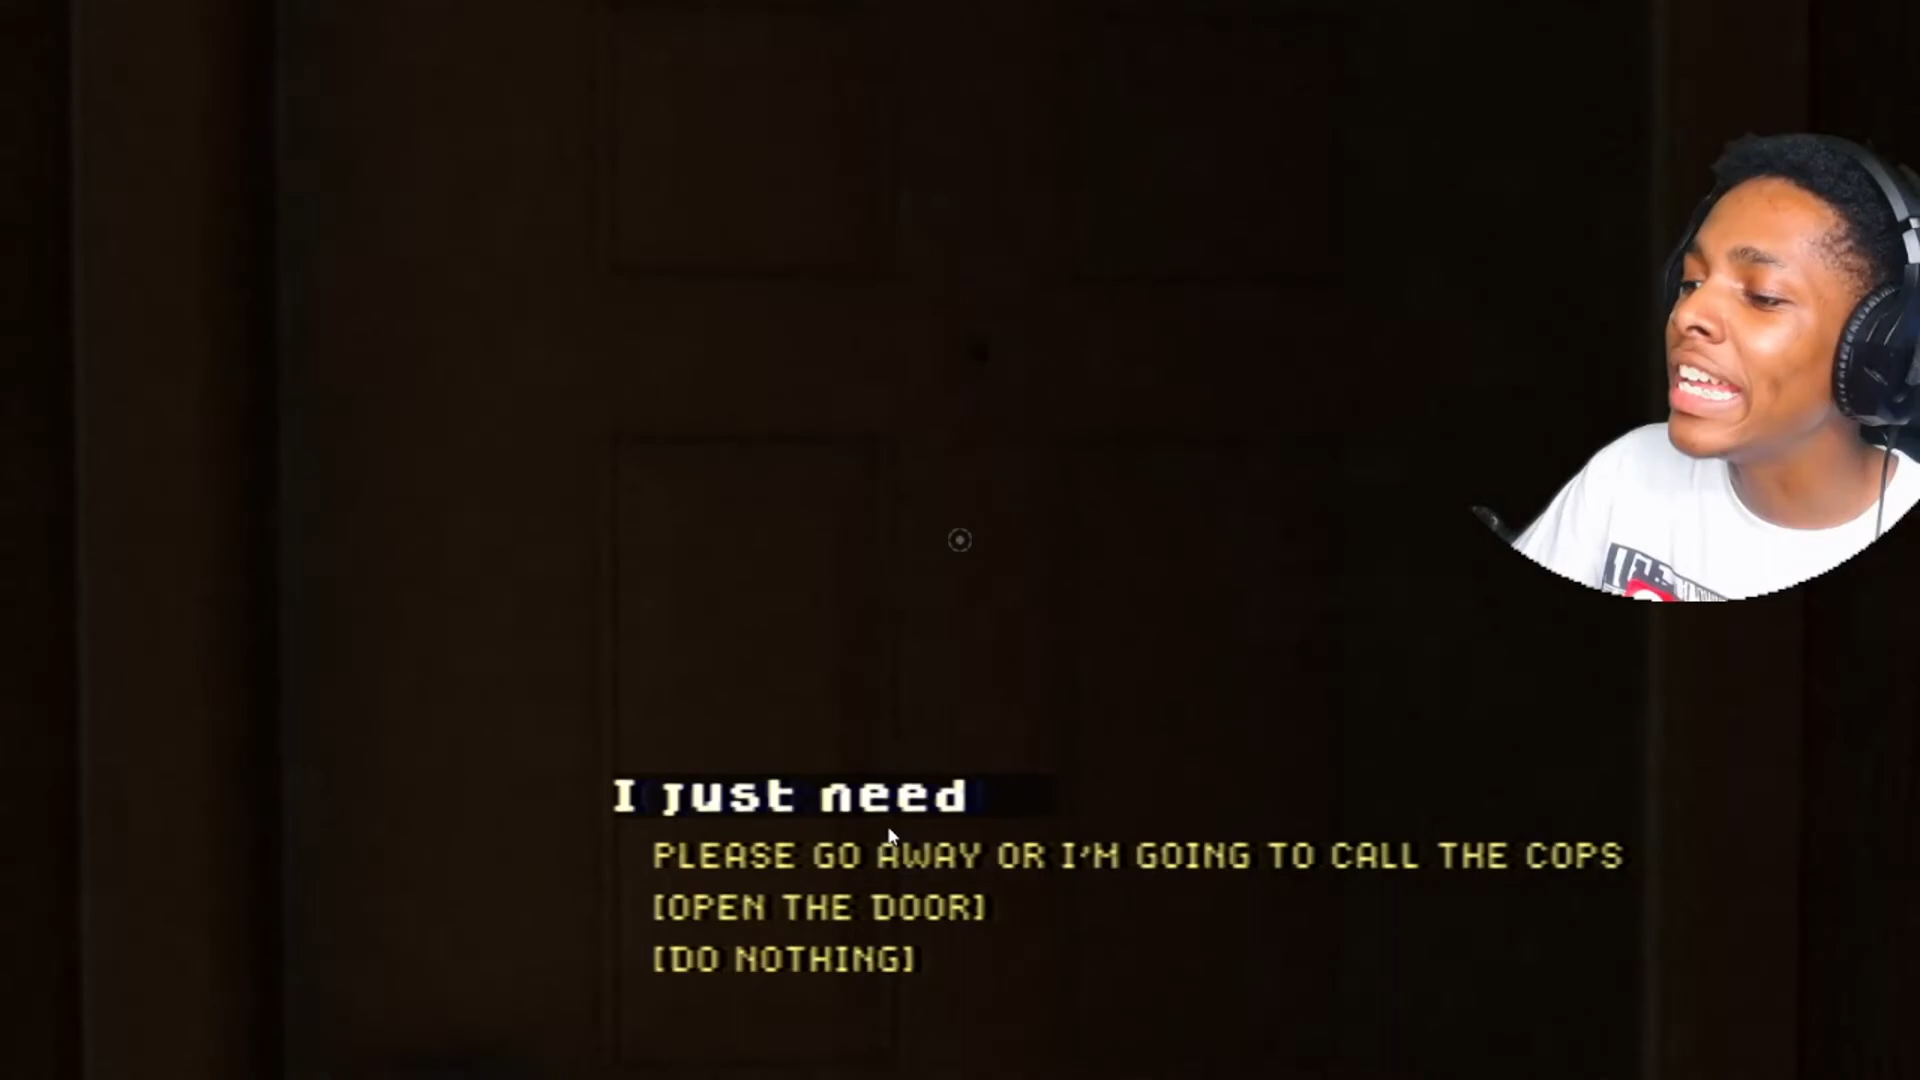 I just need
PLEASE GO AWAY OR I'M GOING TO CALL THE COPS
[OPEN THE DOOR]
[DO NOTHING]